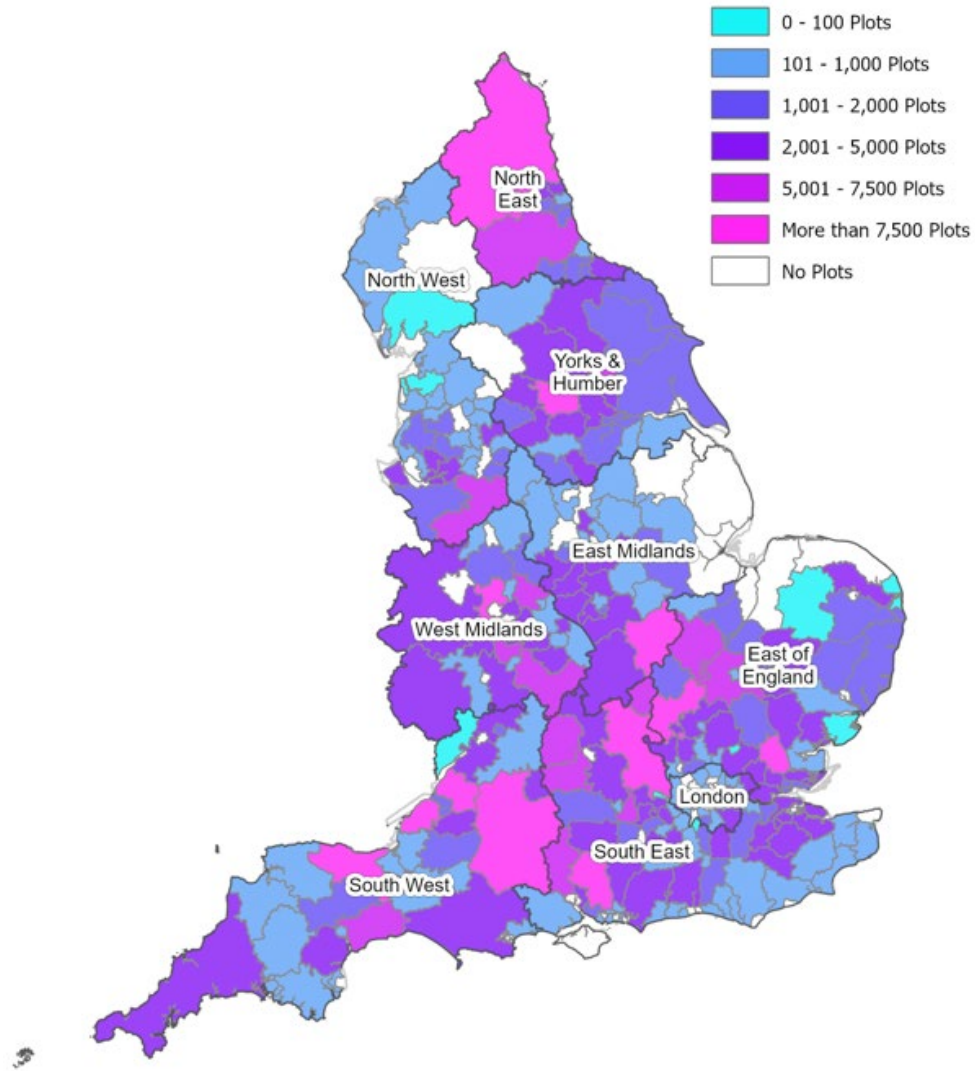 0 - 100 Plots
101 - 1,000 Plots
1,001 - 2,000 Plots
2,001 - 5,000 Plots
5,001 - 7,500 Plots
More than 7,500 Plots
No Plots
North
East
North West
Yorks &
Humber
East Midlands
West Midlands
East of
England
London
South East
South West